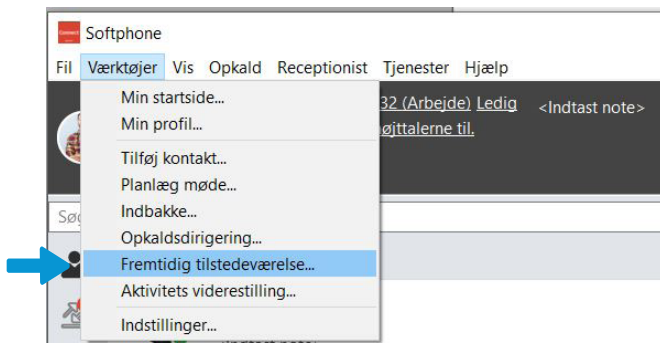 Softphone
Fil Værktøjer Vis Opkald Receptionist Tjenester Hjælp
Min startside...
32 (Arbejde) Ledig <Indtast note>
Min profil...
øjttalerne til.
Tilføj kontakt...
Planlæg møde...
Indbakke...
Opkaldsdirigering...
Fremtidig tilstedeværelse...
Aktivitets viderestilling...
Indstillinger...